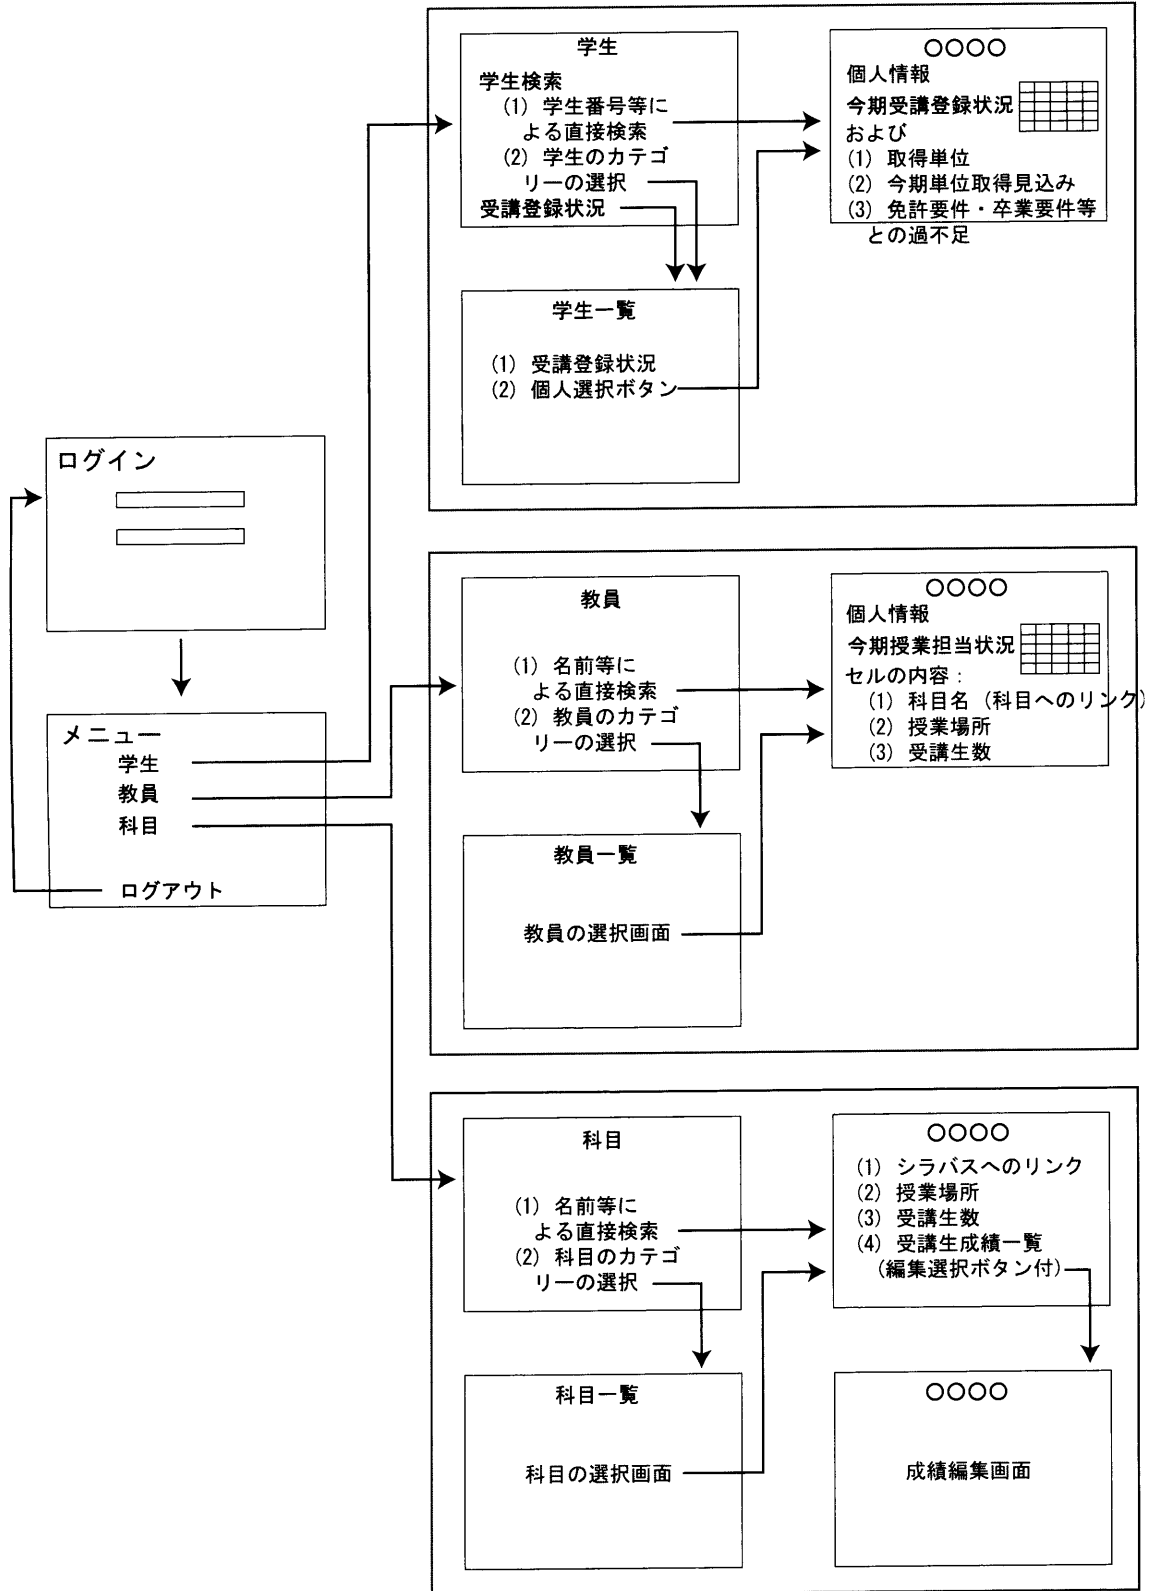 ログイン
メニュー
学生
教員
科目
ログアウト
学生
学生検索
(1) 学生番号等に
よる直接検索
(2) 学生のカテゴ
リーの選択
受講登録状況
学生一覧
(1) 受講登録状況
(2) 個人選択ボタン
○○○○
個人情報
今期受講登録状況
および
(1) 取得単位
(2) 今期単位取得見込み
(3) 免許要件・卒業要件等
との過不足
教員
(1) 名前等に
よる直接検索
(2) 教員のカテゴ
リーの選択
教員一覧
教員の選択画面
○○○○
個人情報
今期授業担当状況
セルの内容：
(1) 科目名（科目へのリンク）
(2) 授業場所
(3) 受講生数
科目
(1) 名前等に
よる直接検索
(2) 科目のカテゴ
リーの選択
科目一覧
科目の選択画面
○○○○
(1) シラバスへのリンク
(2) 授業場所
(3) 受講生数
(4) 受講生成績一覧
（編集選択ボタン付）
○○○○
成績編集画面